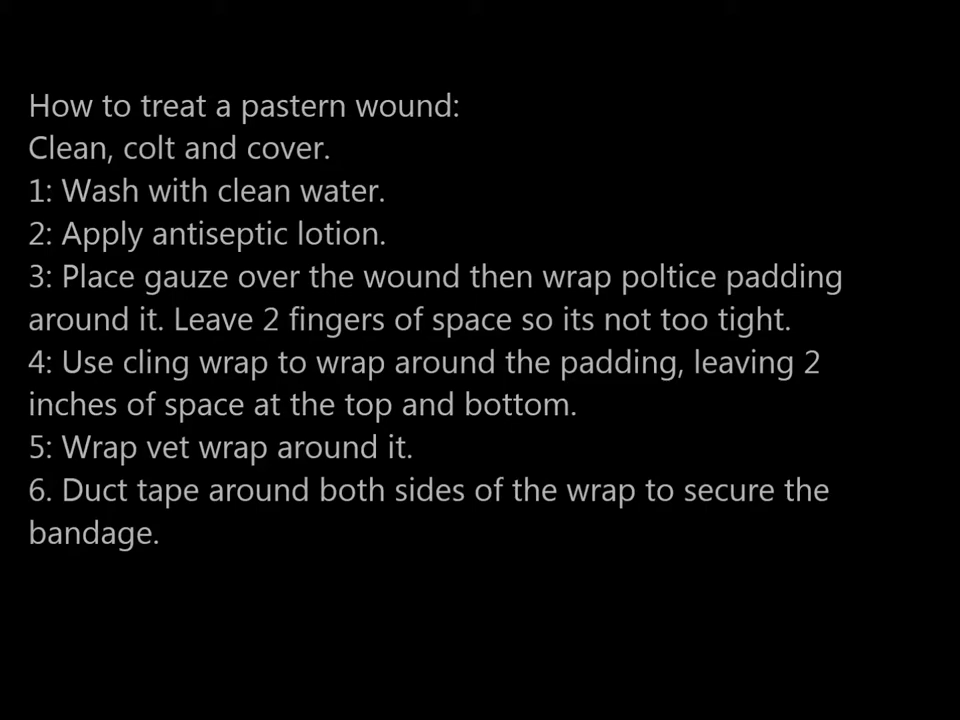 How to treat a pastern wound:
Clean, colt and cover.
1: Wash with clean water.
2: Apply antiseptic lotion.
3: Place gauze over the wound then wrap poltice padding
around it. Leave 2 fingers of space so its not too tight.
4: Use cling wrap to wrap around the padding, leaving 2
inches of space at the top and bottom.
5: Wrap vet wrap around it.
6. Duct tape around both sides of the wrap to secure the
bandage.